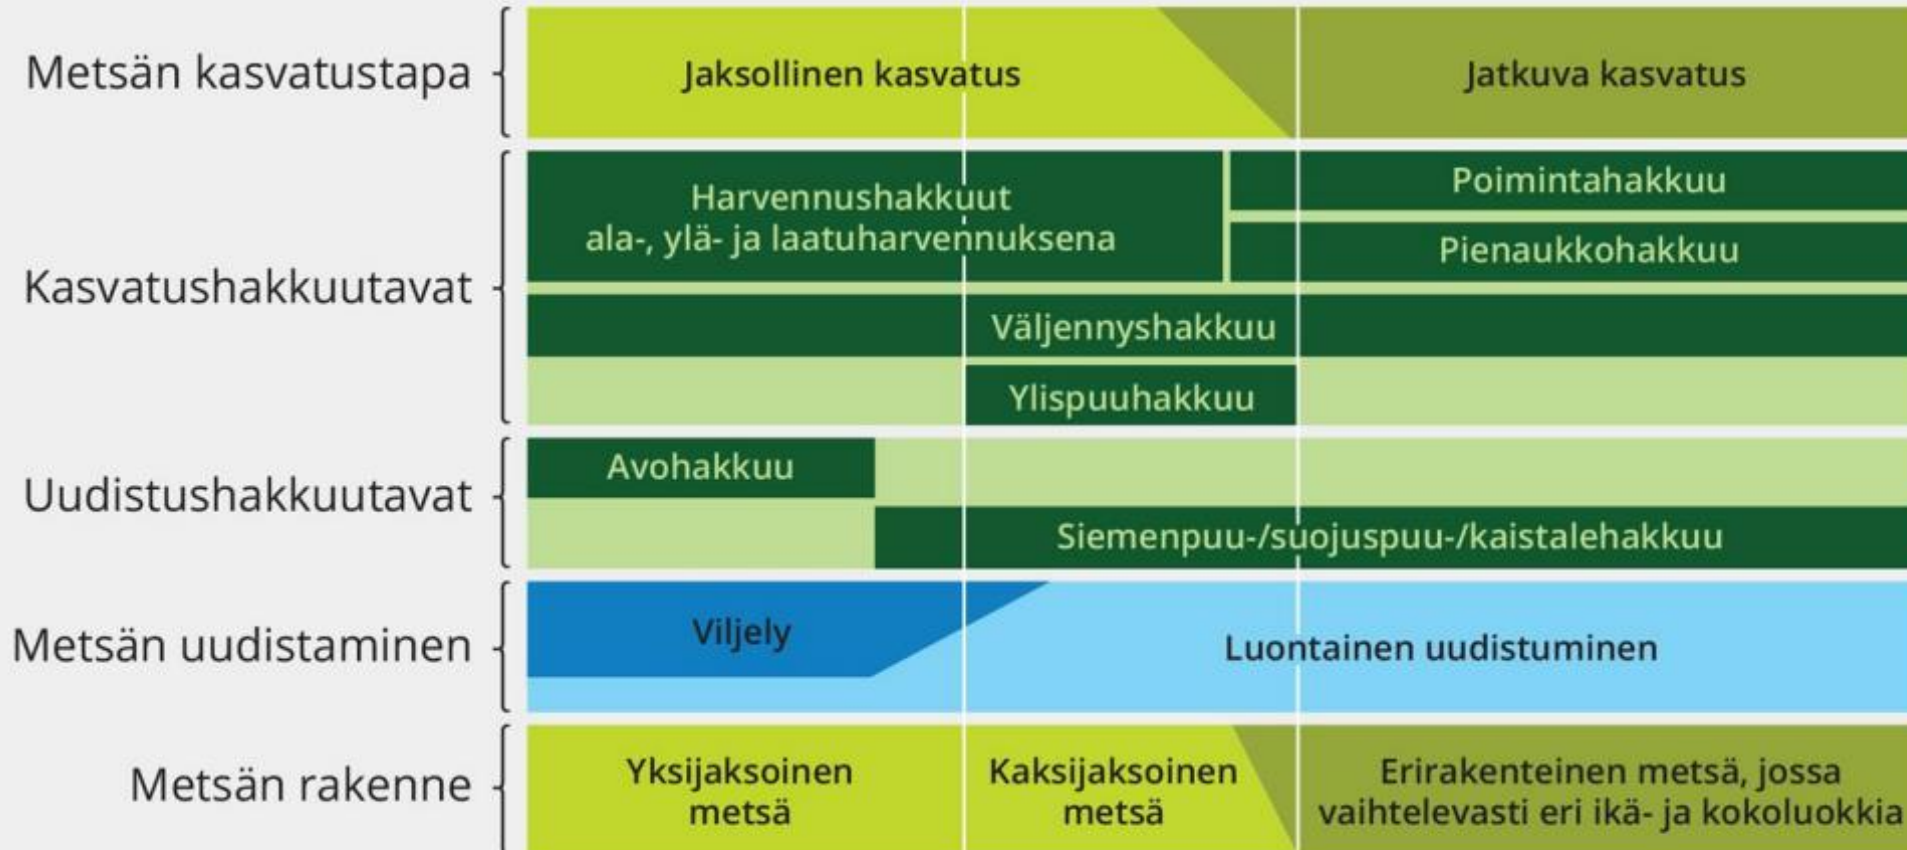 Metsän kasvatustapa
Jaksollinen kasvatus
Jatkuva kasvatus
Kasvatushakkuutavat
Harvennushakkuut
ala-, ylä- ja laatuharvennuksena
Poimintahakkuu
Pienaukkohakkuu
Väljennyshakkuu
Ylispuuhakkuu
Uudistushakkuutavat
Avohakkuu
Siemenpuu-/suojuspuu-/kaistalehakkuu
Metsän uudistaminen
Viljely
Luontainen uudistuminen
Metsän rakenne
Yksijaksoinen
metsä
Kaksijaksoinen
metsä
Erirakenteinen metsä, jossa
vaihtelevasti eri ikä- ja kokoluokkia